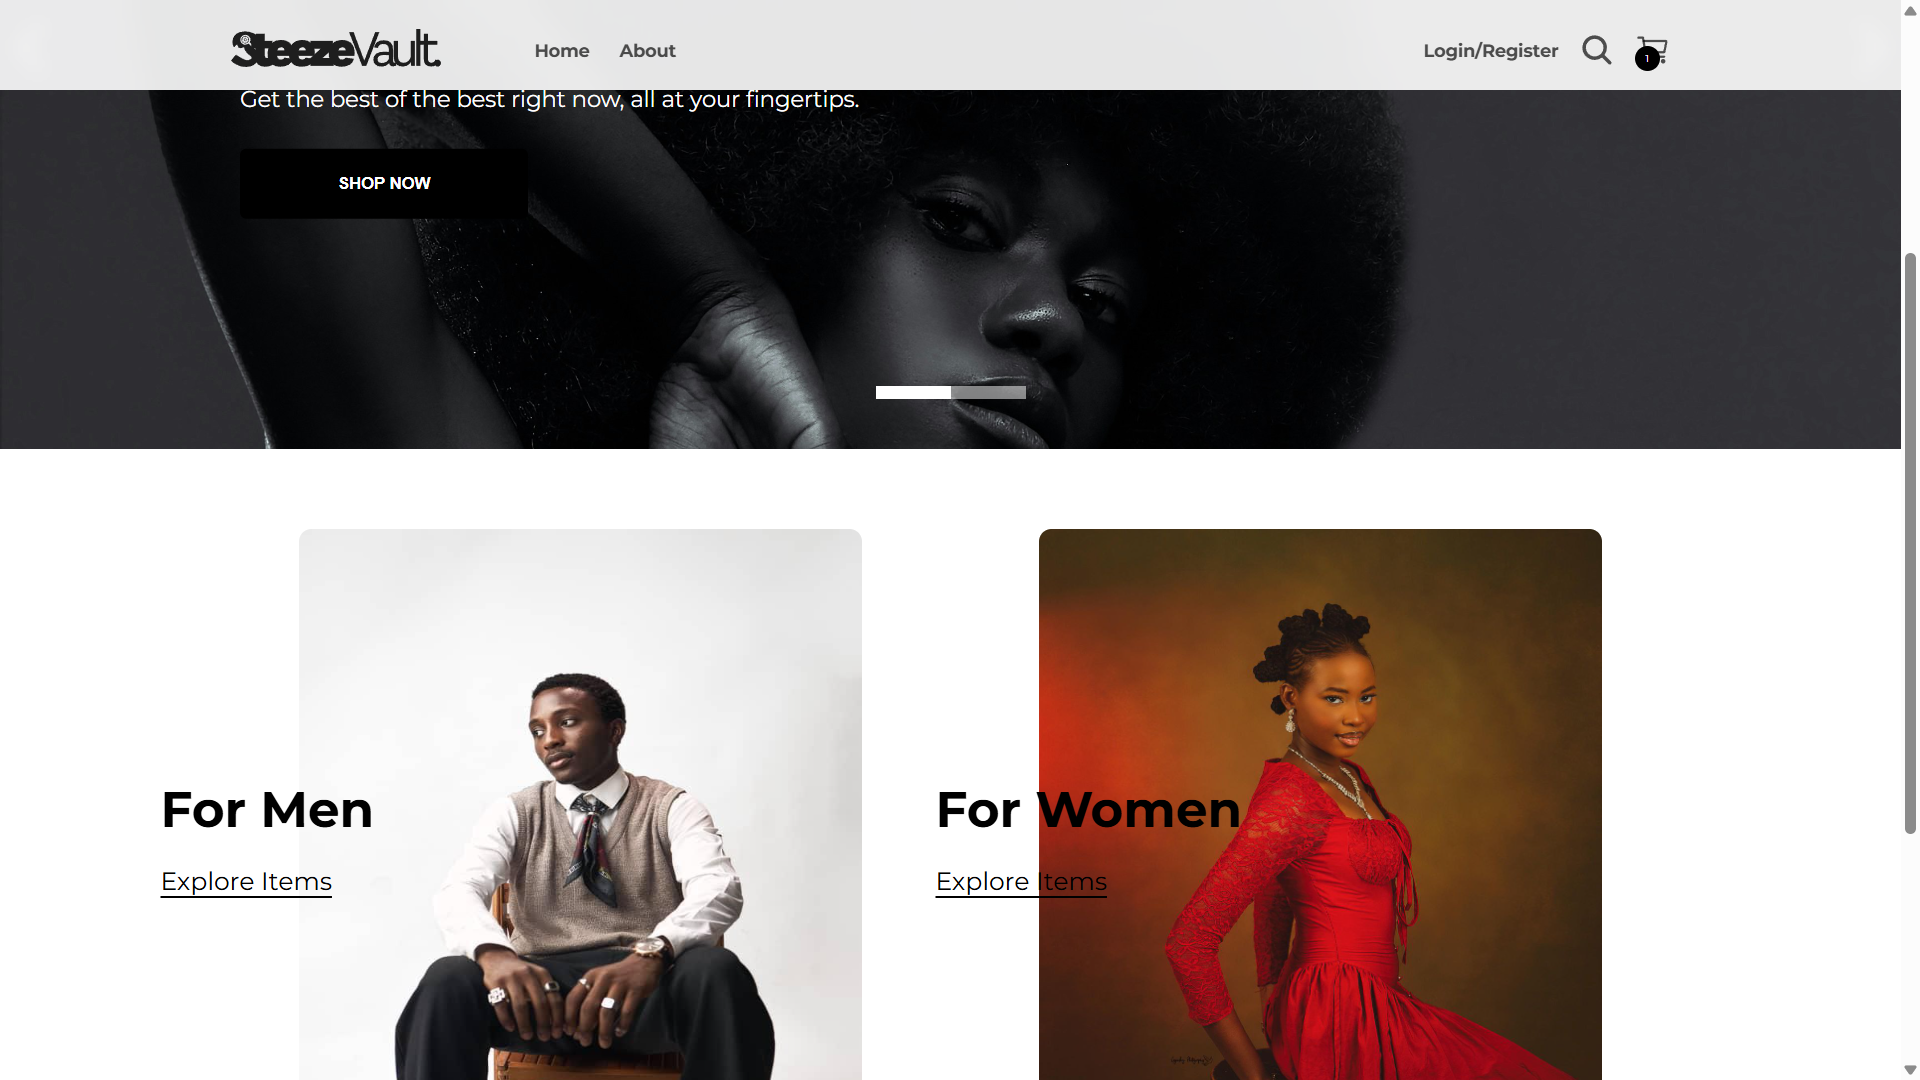 SteezeVault.
Home
About
Login/Register
1
Get the best of the best right now, all at your fingertips.
SHOP NOW
For Men
Explore Items
For Women
Explore Items